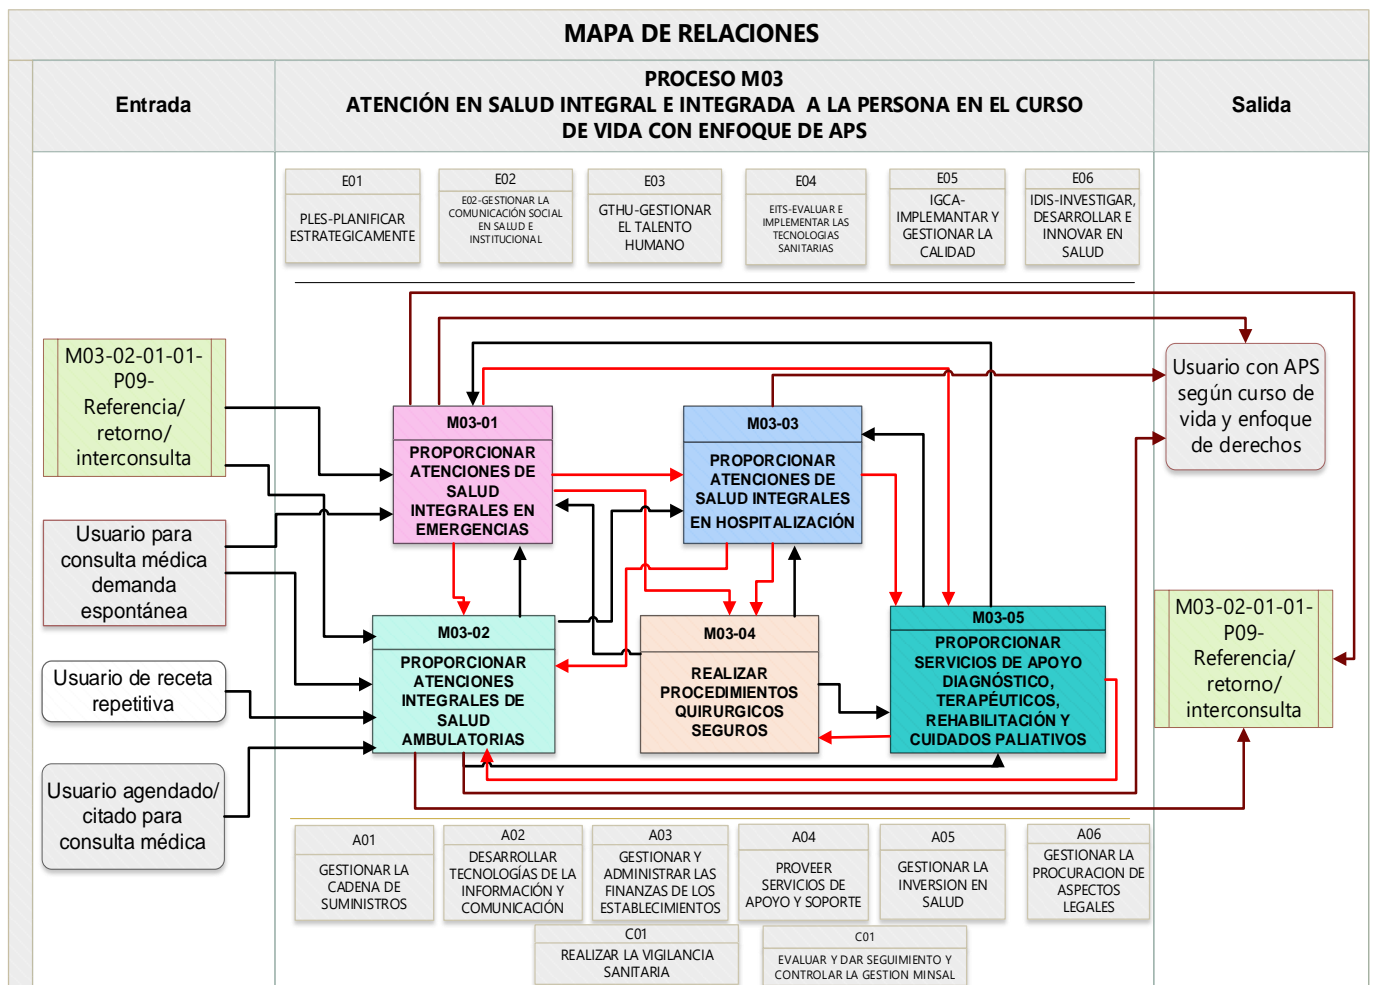 MAPA DE RELACIONES
Entrada
PROCESO M03
ATENCIÓN EN SALUD INTEGRAL E INTEGRADA A LA PERSONA EN EL CURSO
DE VIDA CON ENFOQUE DE APS
Salida
E01
PLES-PLANIFICAR
ESTRATEGICAMENTE
E02
E02-GESTIONAR LA
COMUNICACIÓN SOCIAL
EN SALUD E
INSTITUCIONAL
E03
GTHU-GESTIONAR
EL TALENTO
HUMANO
E04
EITS-EVALUAR E
IMPLEMENTAR LAS
TECNOLOGIAS
SANITARIAS
E05
IGCA-
IMPLEMANTAR Y
GESTIONAR LA
CALIDAD
E06
IDIS-INVESTIGAR,
DESARROLLAR E
INNOVAR EN
SALUD
M03-02-01-01-
P09-
Referencia/
retorno/
interconsulta
Usuario para
consulta médica
demanda
espontánea
Usuario de receta
repetitiva
Usuario agendado/
citado para
consulta médica
M03-01
PROPORCIONAR
ATENCIONES DE
SALUD
INTEGRALES EN
EMERGENCIAS
M03-03
PROPORCIONAR
ATENCIONES DE
SALUD INTEGRALES
EN HOSPITALIZACIÓN
M03-02
PROPORCIONAR
ATENCIONES
INTEGRALES DE
SALUD
AMBULATORIAS
M03-04
REALIZAR
PROCEDIMIENTOS
QUIRURGICOS
SEGUROS
M03-05
PROPORCIONAR
SERVICIOS DE APOYO
DIAGNÓSTICO,
TERAPÉUTICOS,
REHABILITACIÓN Y
CUIDADOS PALIATIVOS
Usuario con APS
según curso de
vida y enfoque
de derechos
M03-02-01-01-
P09-
Referencia/
retorno/
interconsulta
A01
GESTIONAR LA
CADENA DE
SUMINISTROS
A02
DESARROLLAR
TECNOLOGÍAS DE LA
INFORMACIÓN Y
COMUNICACIÓN
A03
GESTIONAR Y
ADMINISTRAR LAS
FINANZAS DE LOS
ESTABLECIMIENTOS
A04
PROVEER
SERVICIOS DE
APOYO Y SOPORTE
A05
GESTIONAR LA
INVERSION EN
SALUD
A06
GESTIONAR LA
PROCURACION DE
ASPECTOS
LEGALES
C01
REALIZAR LA VIGILANCIA
SANITARIA
C01
EVALUAR Y DAR SEGUIMIENTO Y
CONTROLAR LA GESTION MINSAL